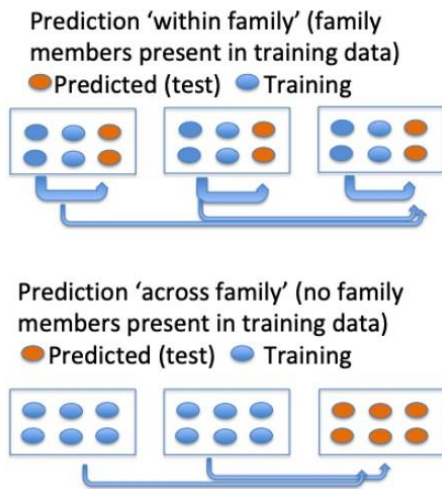 Prediction ‘within family’ (family
members present in training data)
Predicted (test) Training
Prediction ‘across family’ (no family
members present in training data)
Predicted (test) Training